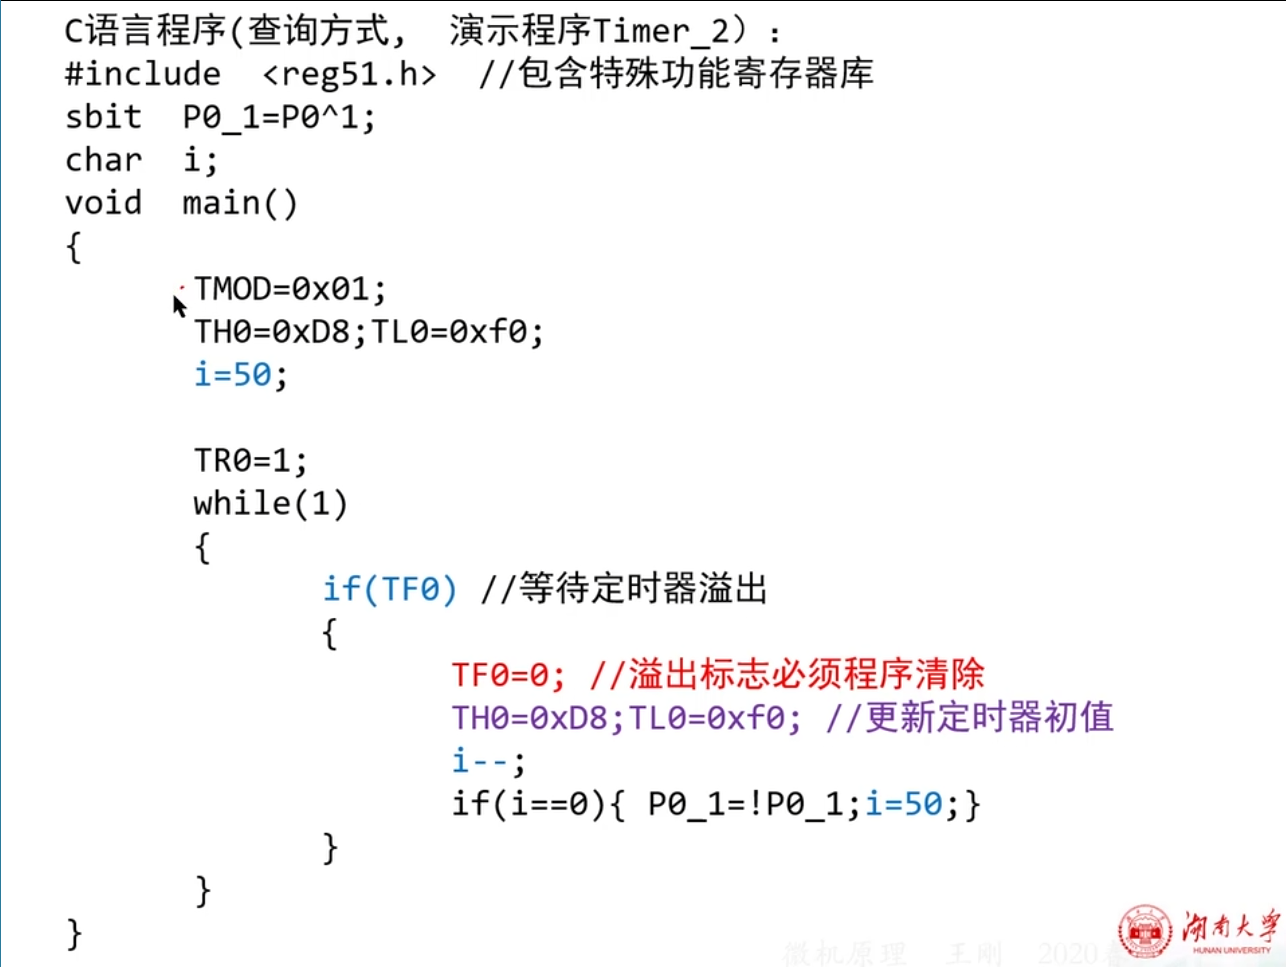 C语言程序(查询方式, 演示程序Timer_2）:
#include <reg51.h> //包含特殊功能寄存器库
sbit P0_1=P0^1;
char i;
void main()
{
TMOD=0x01;
TH0=0xD8;TL0=0xf0;
i=50;
TR0=1;
while(1)
{
if(TF0) //等待定时器溢出
{
TF0=0; //溢出标志必须程序清除
TH0=0xD8;TL0=0xf0; //更新定时器初值
i--;
if(i==0){ P0_1=!P0_1;i=50;}
}
}
}
湖南大学
HUNAN UNIVERSITY
微机原理 王刚 2020